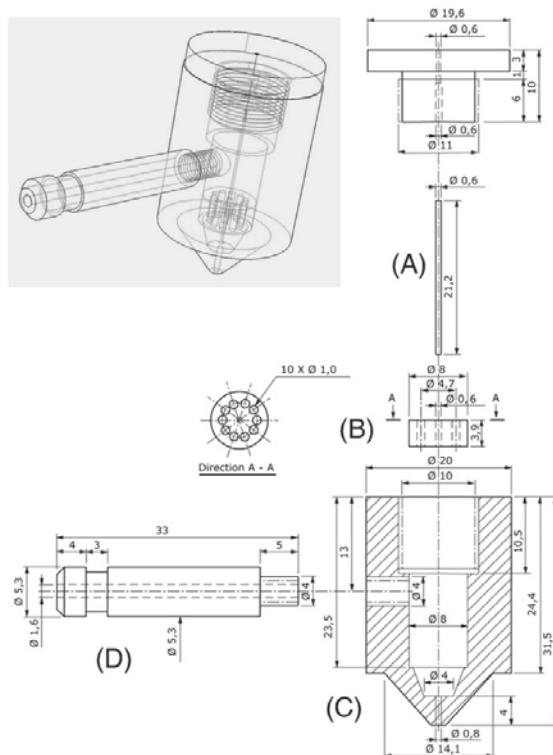 Ø 19,6
Ø 0,6
3
1
10
6
Ø 0,6
Ø 11
Ø 0,6
(A)
21,2
10 X Ø 1,0
Ø 8
Ø 4,7
Ø 0,6
A
A
(B)
3,9
Direction A - A
Ø 20
Ø 10
33
4
3
5
13
10,5
Ø 5,3
Ø 4
Ø 4
24,4
31,5
23,5
Ø 8
Ø 1,6
Ø 5,3
(D)
Ø 4
(C)
4
Ø 0,8
Ø 14,1